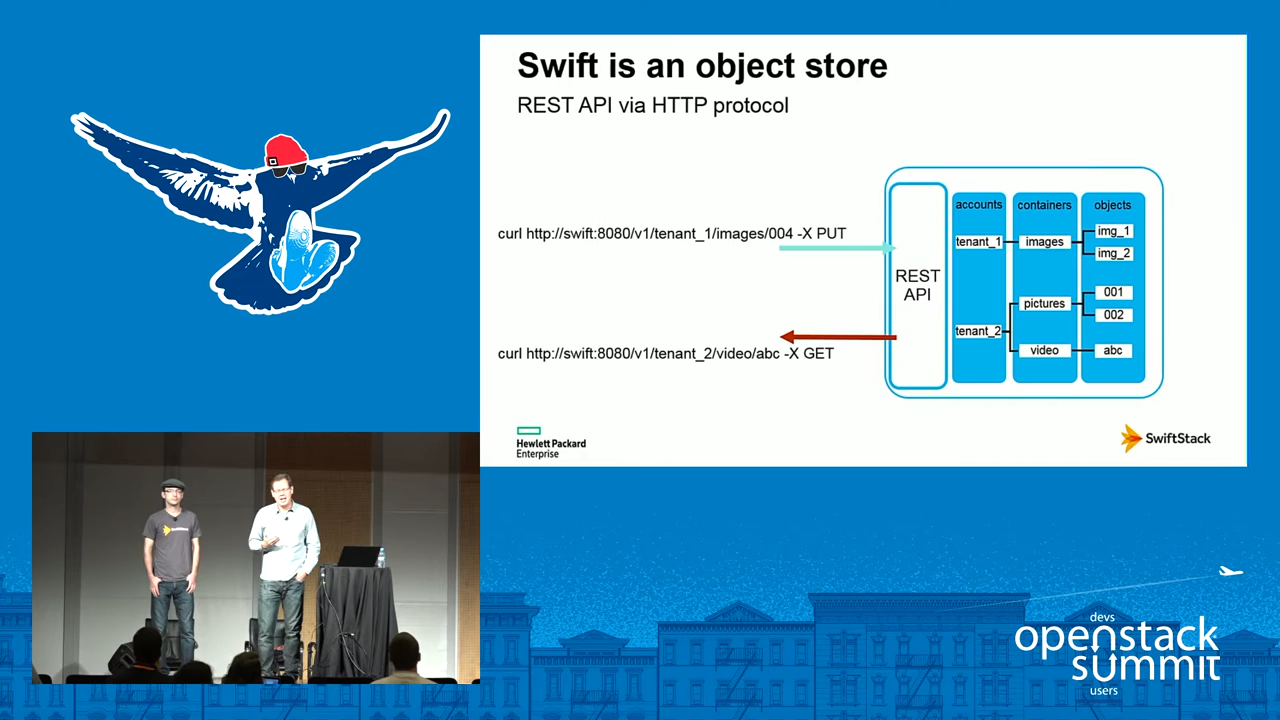 Swift is an object store
REST API via HTTP protocol
curl http://swift:8080/v1/tenant_1/images/004 -X PUT
curl http://swift:8080/v1/tenant_2/video/abc -X GET
REST
API
accounts
containers
objects
tenant_1
images
img_1
img_2
tenant_2
pictures
001
002
video
abc
Hewlett Packard
Enterprise
SwiftStack
devs
openstack
summit
users